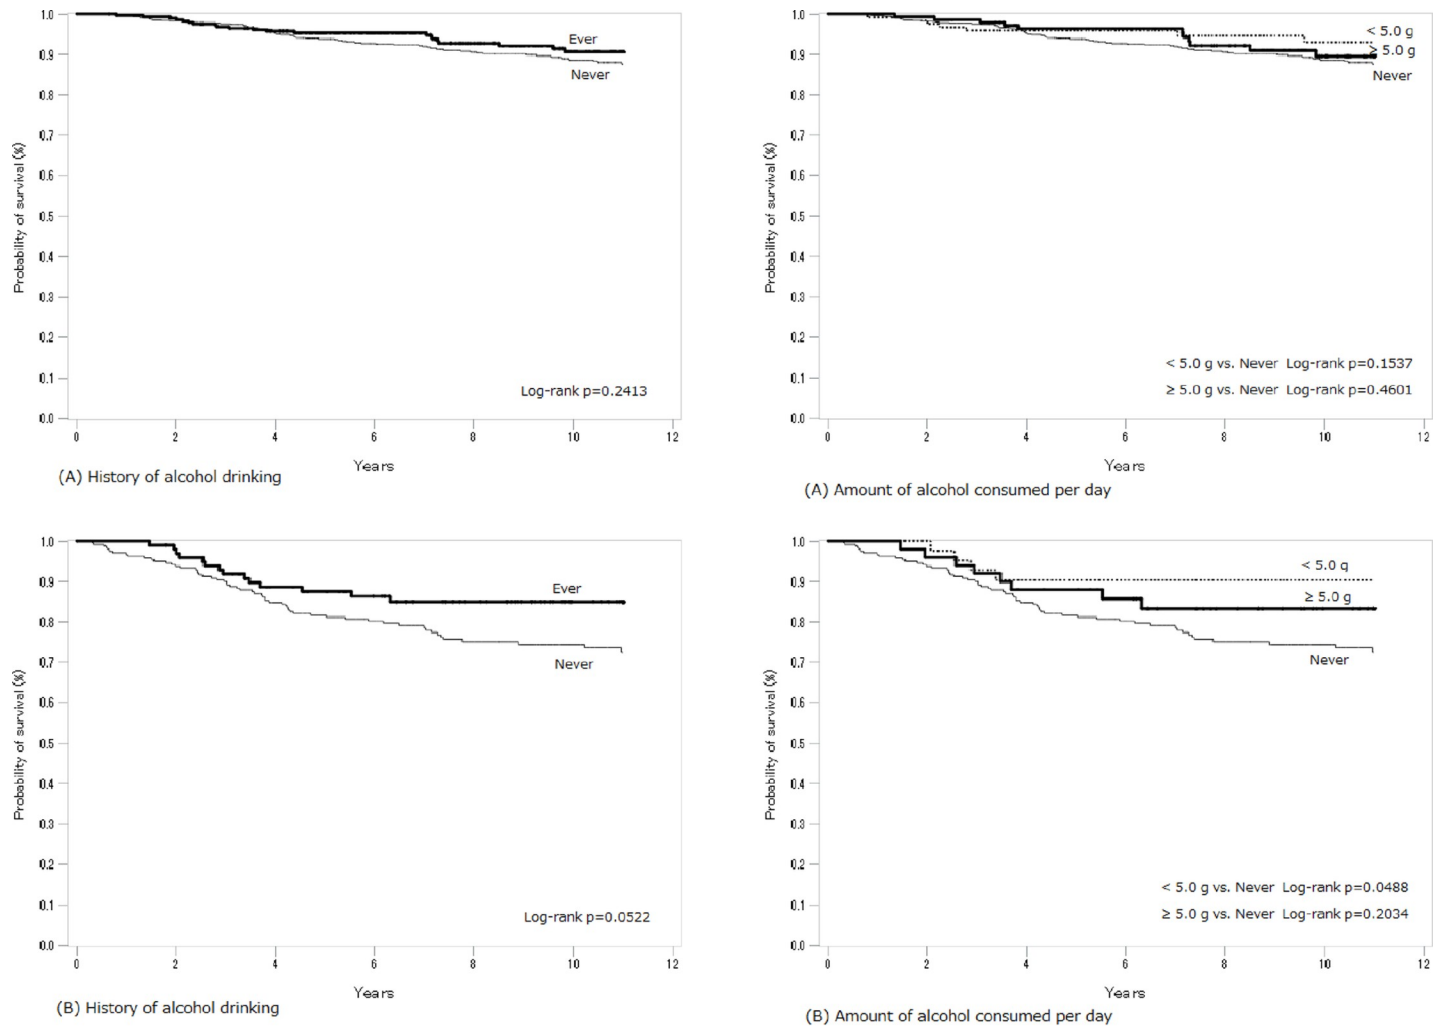 1.0
0.9
0.8
0.7
0.6
0.5
0.4
0.3
0.2
0.1
0.0
Probability of survival (%)
Ever
Never
Log-rank p=0.2413
0 2 4 6 8 10 12
Years
(A) History of alcohol drinking
1.0
0.9
0.8
0.7
0.6
0.5
0.4
0.3
0.2
0.1
0.0
Probability of survival (%)
< 5.0 g
≥ 5.0 g
Never
< 5.0 g vs. Never Log-rank p=0.1537
≥ 5.0 g vs. Never Log-rank p=0.4601
0 2 4 6 8 10 12
Years
(A) Amount of alcohol consumed per day
1.0
0.9
0.8
0.7
0.6
0.5
0.4
0.3
0.2
0.1
0.0
Probability of survival (%)
Ever
Never
Log-rank p=0.0522
0 2 4 6 8 10 12
Years
(B) History of alcohol drinking
1.0
0.9
0.8
0.7
0.6
0.5
0.4
0.3
0.2
0.1
0.0
Probability of survival (%)
< 5.0 g
≥ 5.0 g
Never
< 5.0 g vs. Never Log-rank p=0.0488
≥ 5.0 g vs. Never Log-rank p=0.2034
0 2 4 6 8 10 12
Years
(B) Amount of alcohol consumed per day